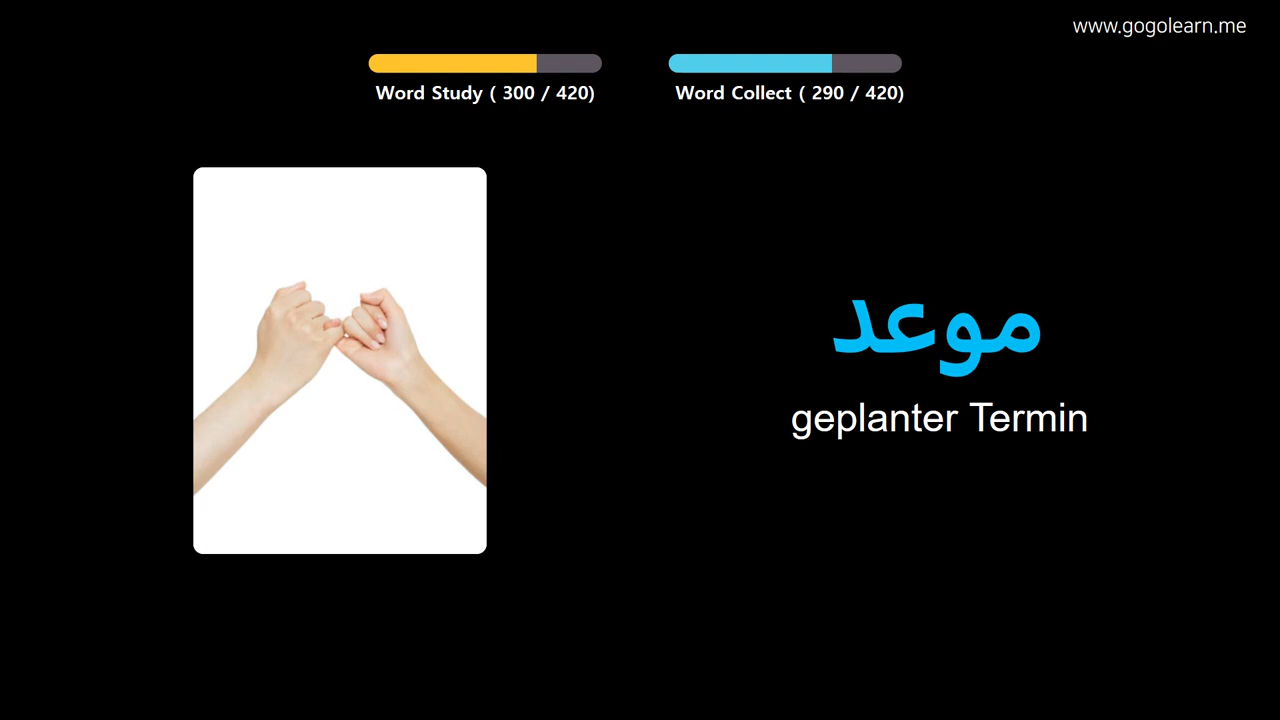 www.gogolearn.me
Word Study ( 300 / 420)
Word Collect ( 290 / 420)
موعد
geplanter Termin